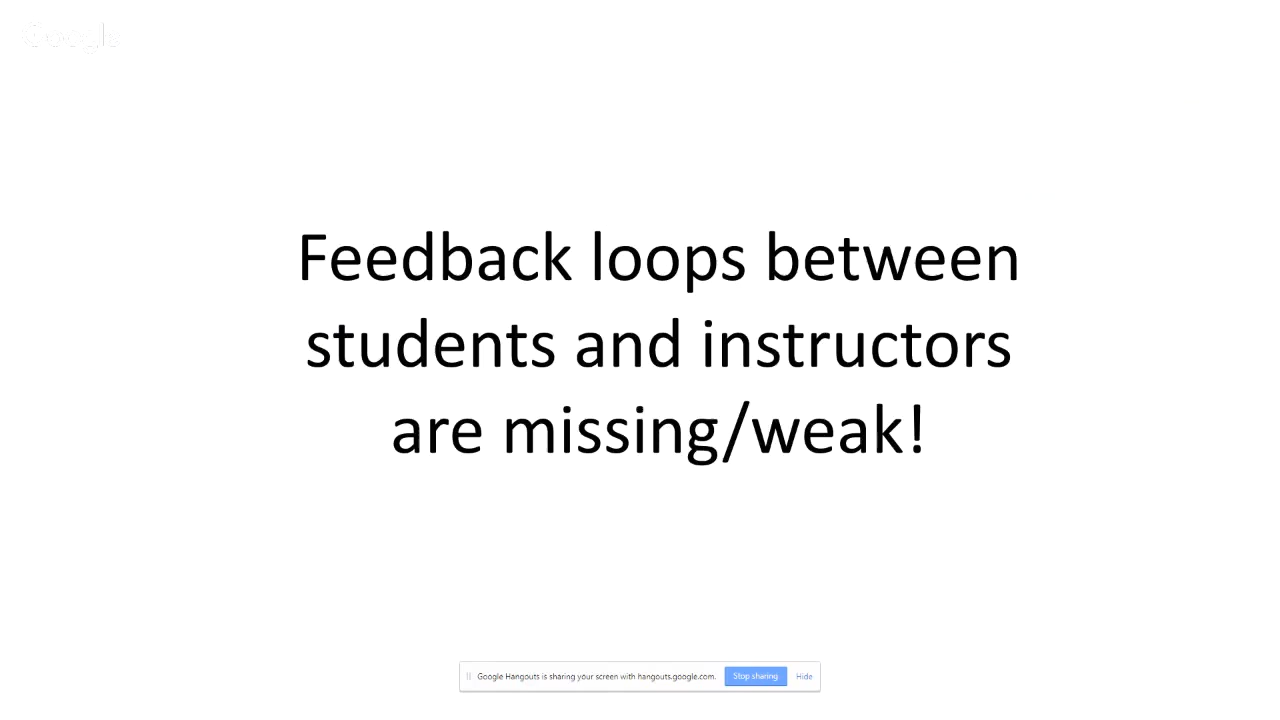 Google
Feedback loops between
students and instructors
are missing/weak!
Google Hangouts is sharing your screen with hangouts.google.com.
Stop sharing
Hide